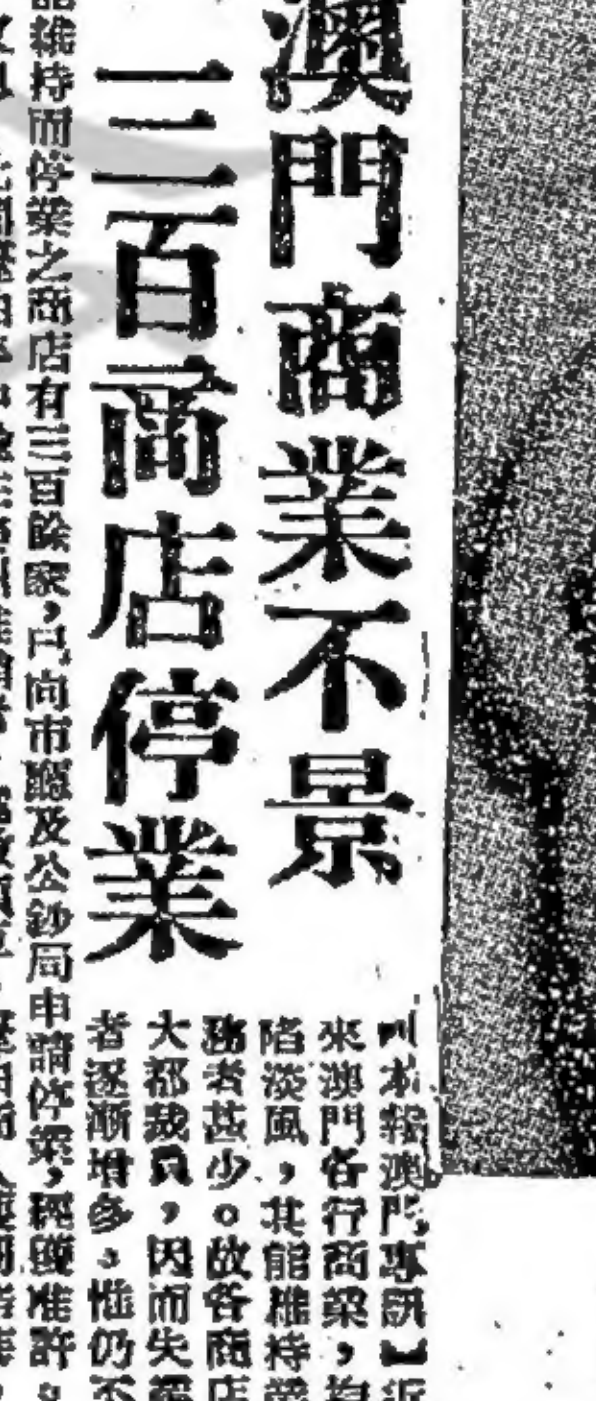 澳門商業不景
三百商店停業
本報澳門專訊】近
來澳門各行商業,均
陷淡風,其能維持業
務者甚少。故各商店
大都裁員,因而失業
者逐漸增多。惟仍不
能維持而停業之商店有三百餘家,已向市廳及公鈔局申請停業,經獲准許。